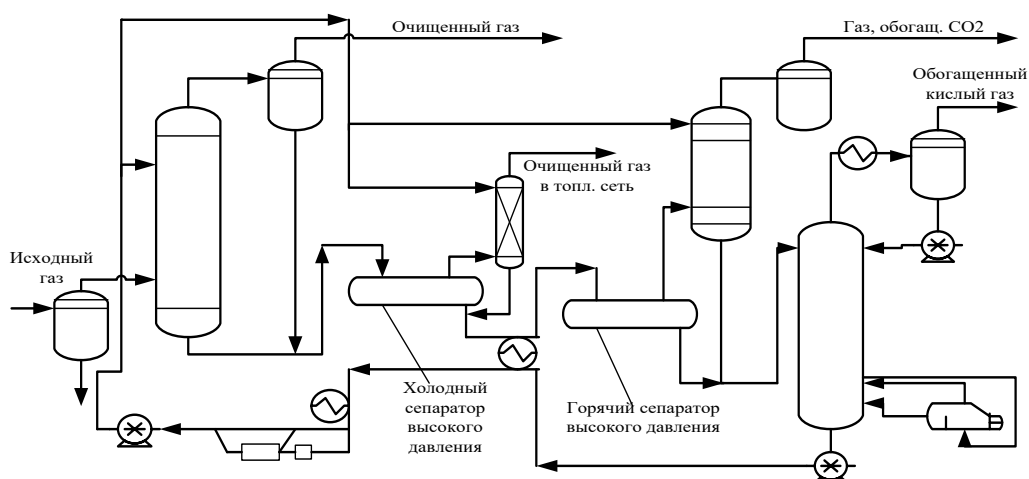 Очищенный газ
Газ, обогащ. СО2
Обогащенный
кислый газ
Очищенный газ
в топл. сеть
Исходный
газ
Холодный
сепаратор
высокого
давления
Горячий сепаратор
высокого давления